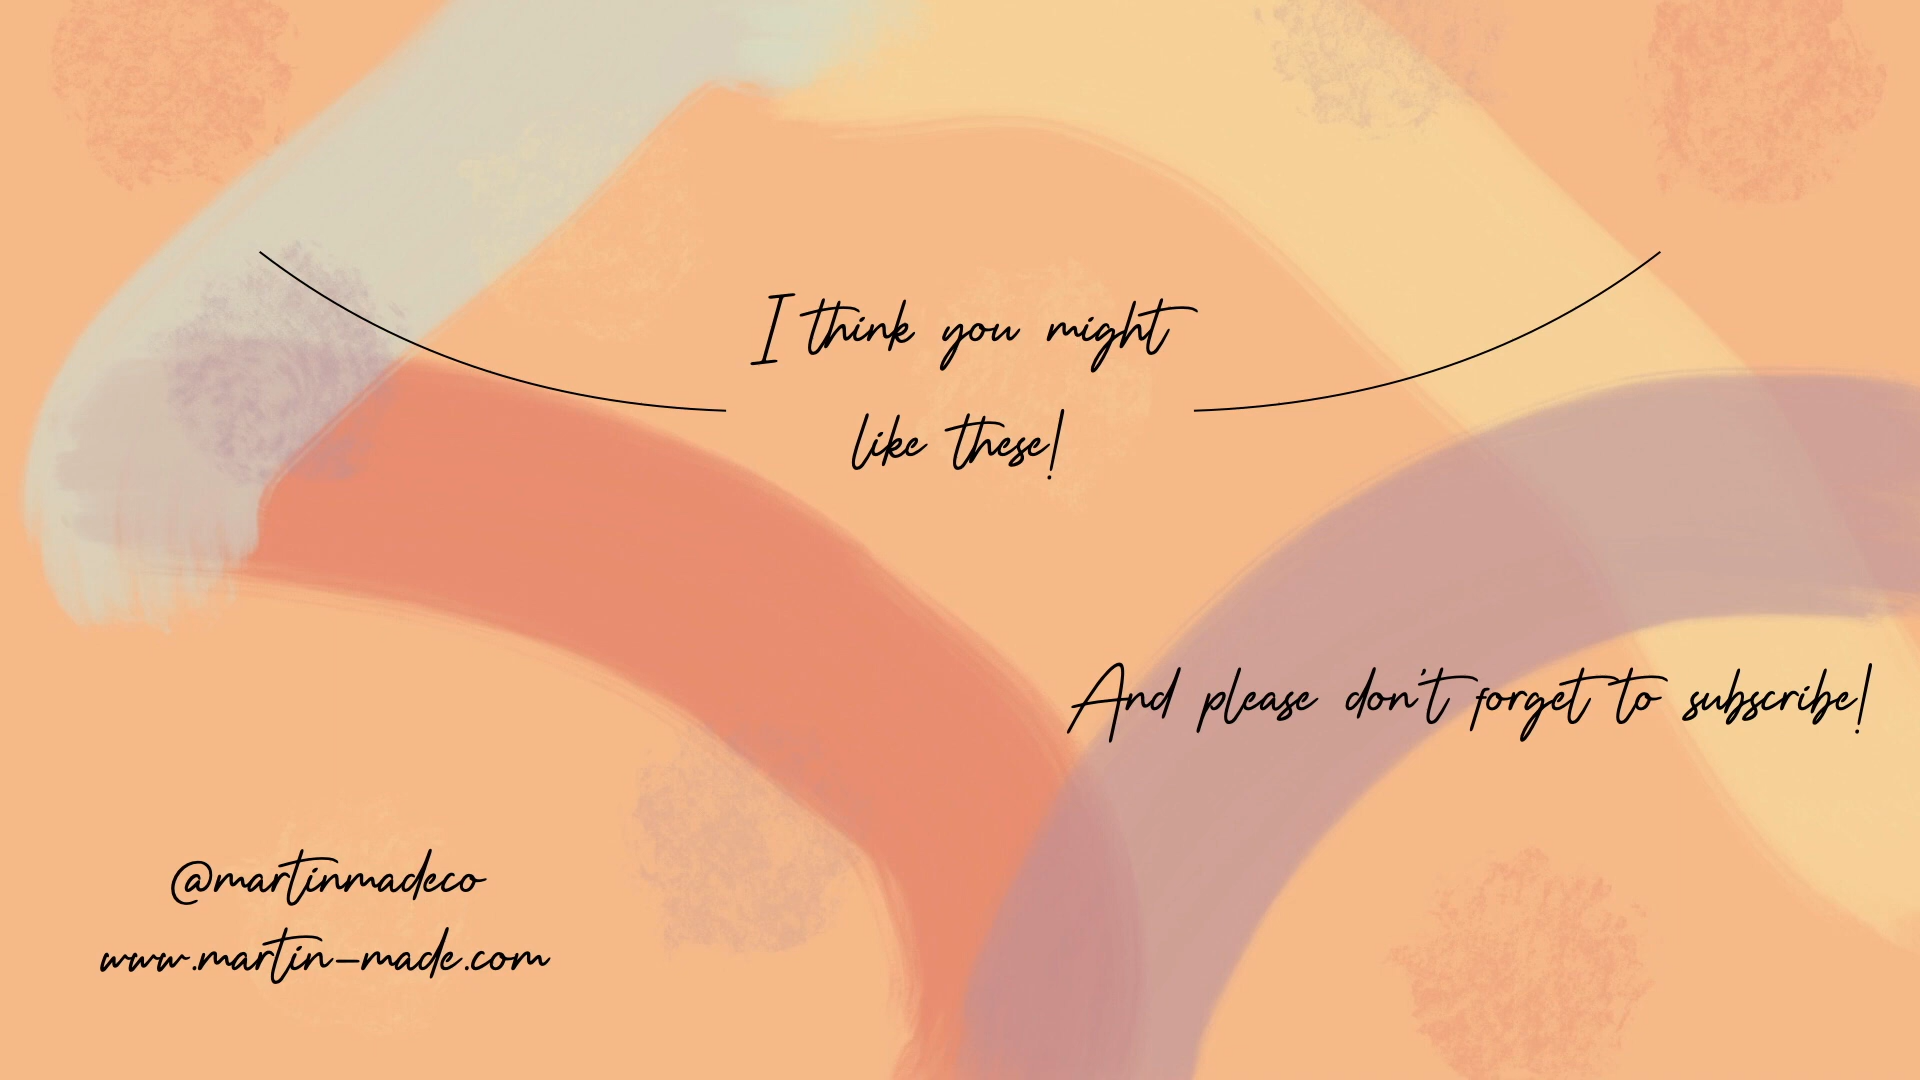 I think you might
like these!
And please don't forget to subscribe!
@martinmadeco
www.martin-made.com